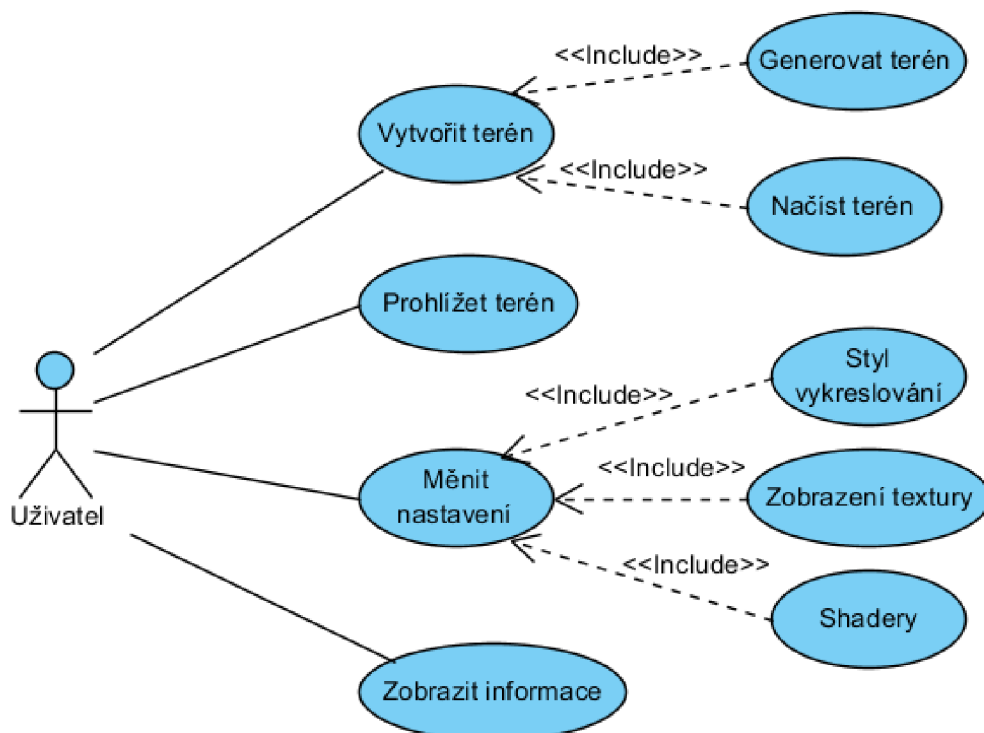 <<Include>>
Generovat terén
Vytvořit terén
<<Include>>
Načíst terén
Prohlížet terén
Styl
vykreslování
<<Include>>
Měnit
nastavení
<<Include>>
Zobrazení textury
Uživatel
<<Include>>
Shadery
Zobrazit informace